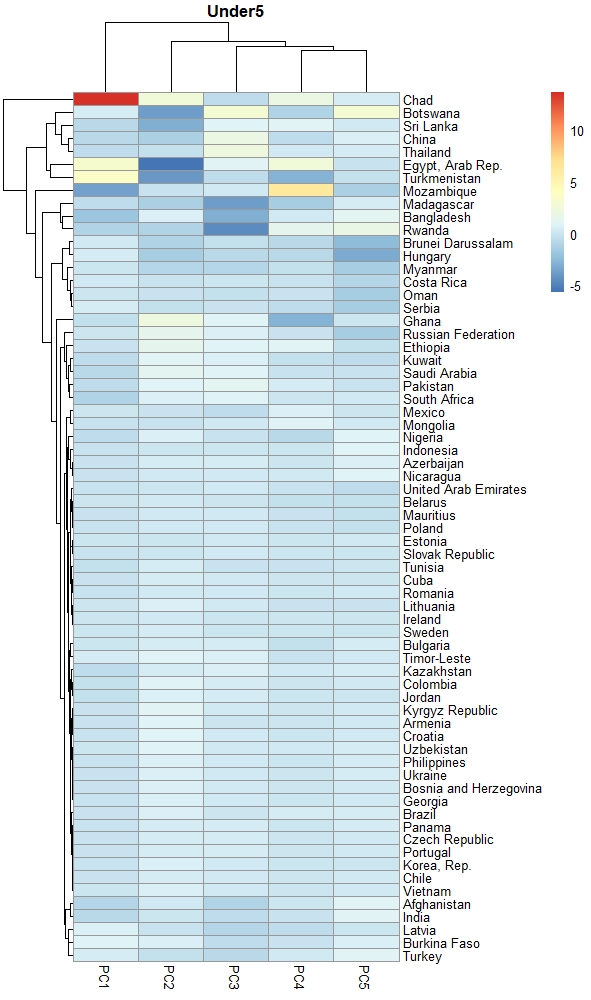 Under5
Chad
Botswana
Sri Lanka
China
Thailand
Egypt, Arab Rep.
Turkmenistan
Mozambique
Madagascar
Bangladesh
Rwanda
Brunei Darussalam
Hungary
Myanmar
Costa Rica
Oman
Serbia
Ghana
Russian Federation
Ethiopia
Kuwait
Saudi Arabia
Pakistan
South Africa
Mexico
Mongolia
Nigeria
Indonesia
Azerbaijan
Nicaragua
United Arab Emirates
Belarus
Mauritius
Poland
Estonia
Slovak Republic
Tunisia
Cuba
Romania
Lithuania
Ireland
Sweden
Bulgaria
Timor-Leste
Kazakhstan
Colombia
Jordan
Kyrgyz Republic
Armenia
Croatia
Uzbekistan
Philippines
Ukraine
Bosnia and Herzegovina
Georgia
Brazil
Panama
Czech Republic
Portugal
Korea, Rep.
Chile
Vietnam
Afghanistan
India
Latvia
Burkina Faso
Turkey
10
5
0
-5
PC1
PC2
PC3
PC4
PC5